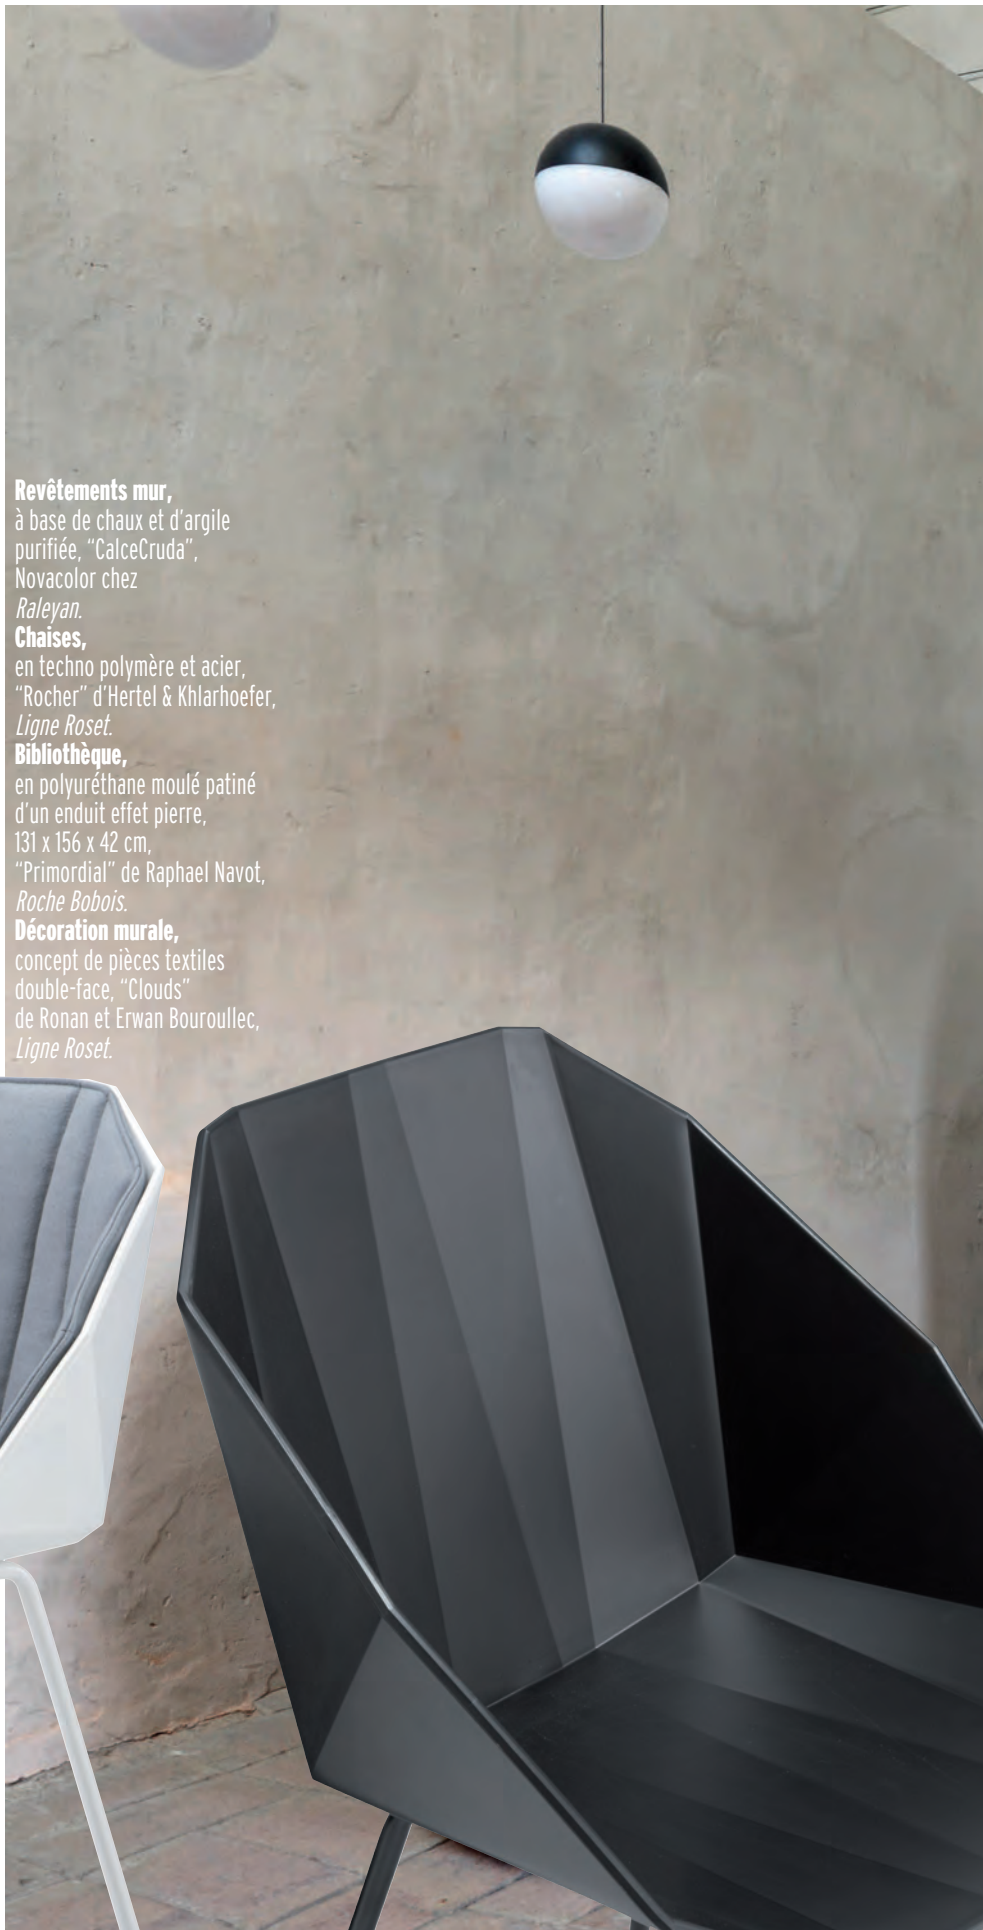 Revêtements mur,
à base de chaux et d'argile
purifiée, “CalceCruda”,
Novacolor chez
Raleyan.
Chaises,
en techno polymère et acier,
“Rocher” d'Hertel & Khlarhoefer,
Ligne Roset.
Bibliothèque,
en polyuréthane moulé patiné
d'un enduit effet pierre,
131 x 156 x 42 cm,
“Primordial” de Raphael Navot,
Roche Bobois.
Décoration murale,
concept de pièces textiles
double-face, “Clouds”
de Ronan et Erwan Bouroullec,
Ligne Roset.